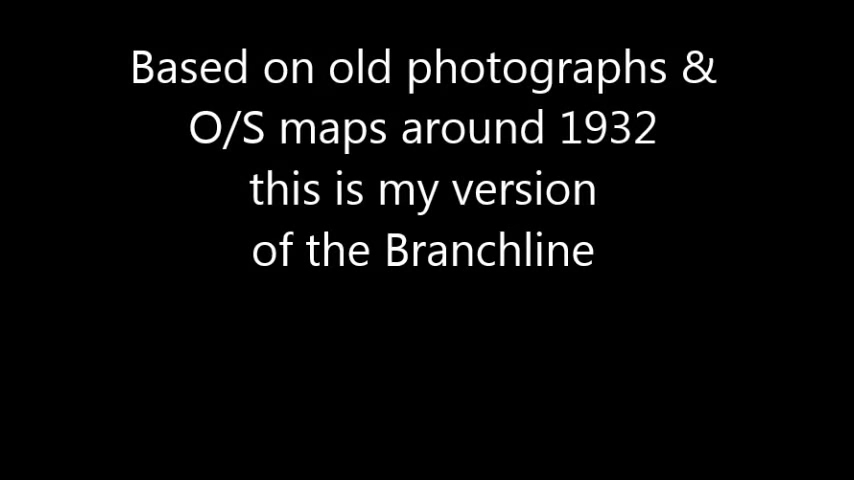 Based on old photographs &
O/S maps around 1932
this is my version
of the Branchline